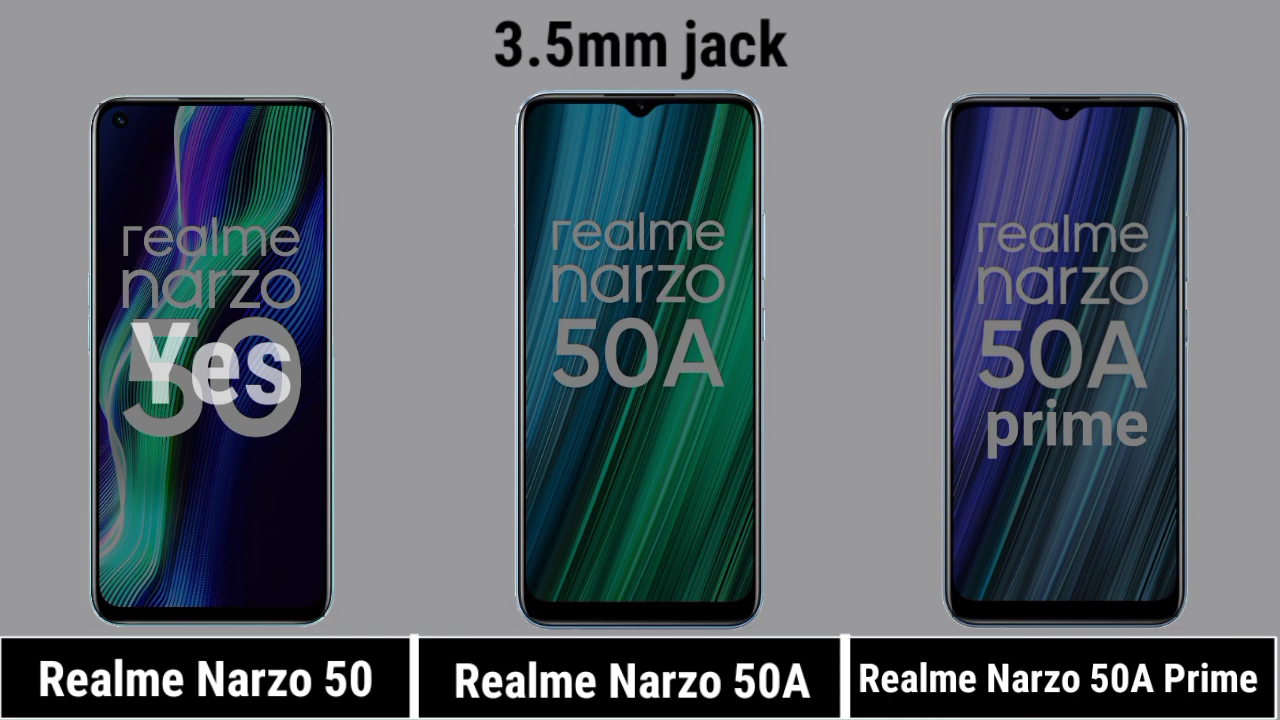 3.5mm jack
realme
narzo
50
Yes
realme
narzo
50A
realme
narzo
50A
prime
Realme Narzo 50
Realme Narzo 50A
Realme Narzo 50A Prime